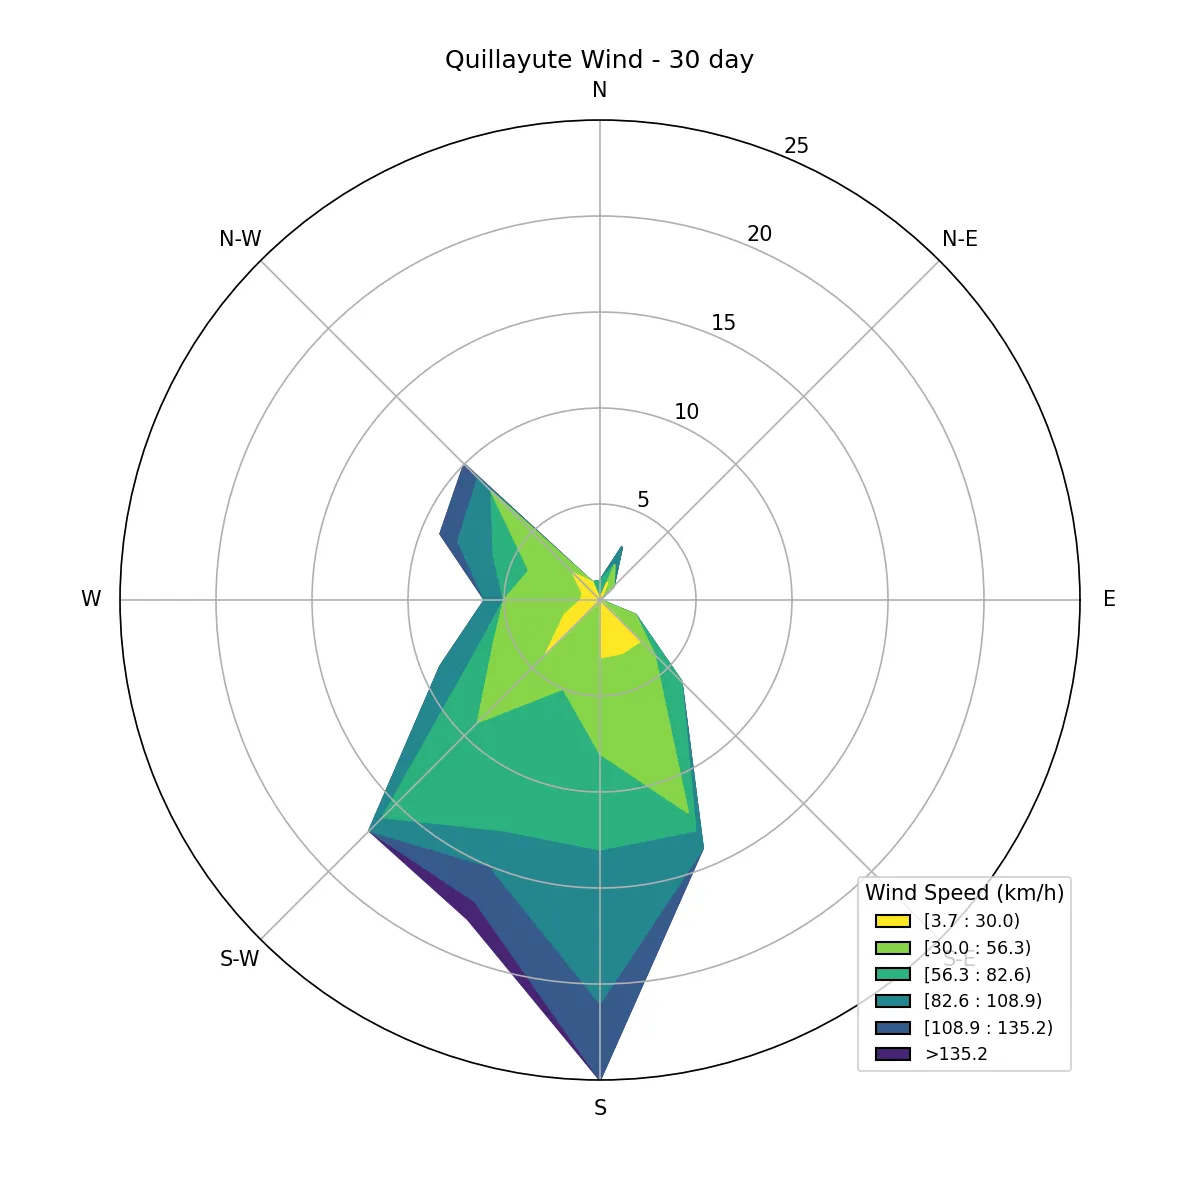 Quillayute Wind - 30 day
N
25
N-W
N-E
20
15
10
5
W
E
Wind Speed (km/h)
[3.7 : 30.0)
[30.0 : 56.3)
S-W
S-E
[56.3 : 82.6)
[82.6 : 108.9)
[108.9 : 135.2)
>135.2
S